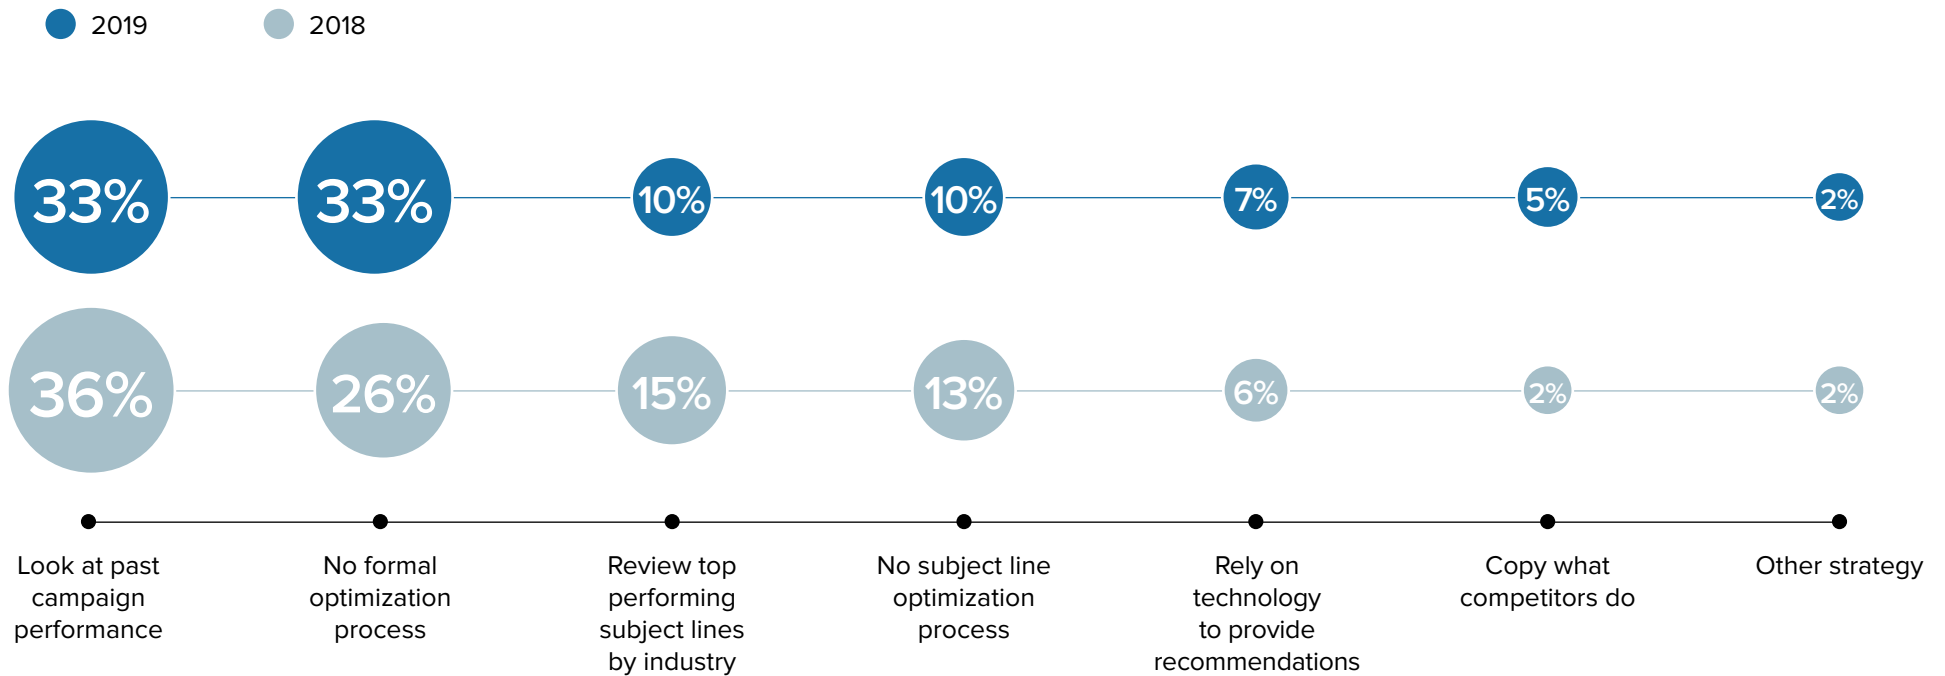 2019
2018
33%
33%
10%
10%
7%
5%
2%
36%
26%
15%
13%
6%
2%
2%
Look at past
campaign
performance
No formal
optimization
process
Review top
performing
subject lines
by industry
No subject line
optimization
process
Rely on
technology
to provide
recommendations
Copy what
competitors do
Other strategy